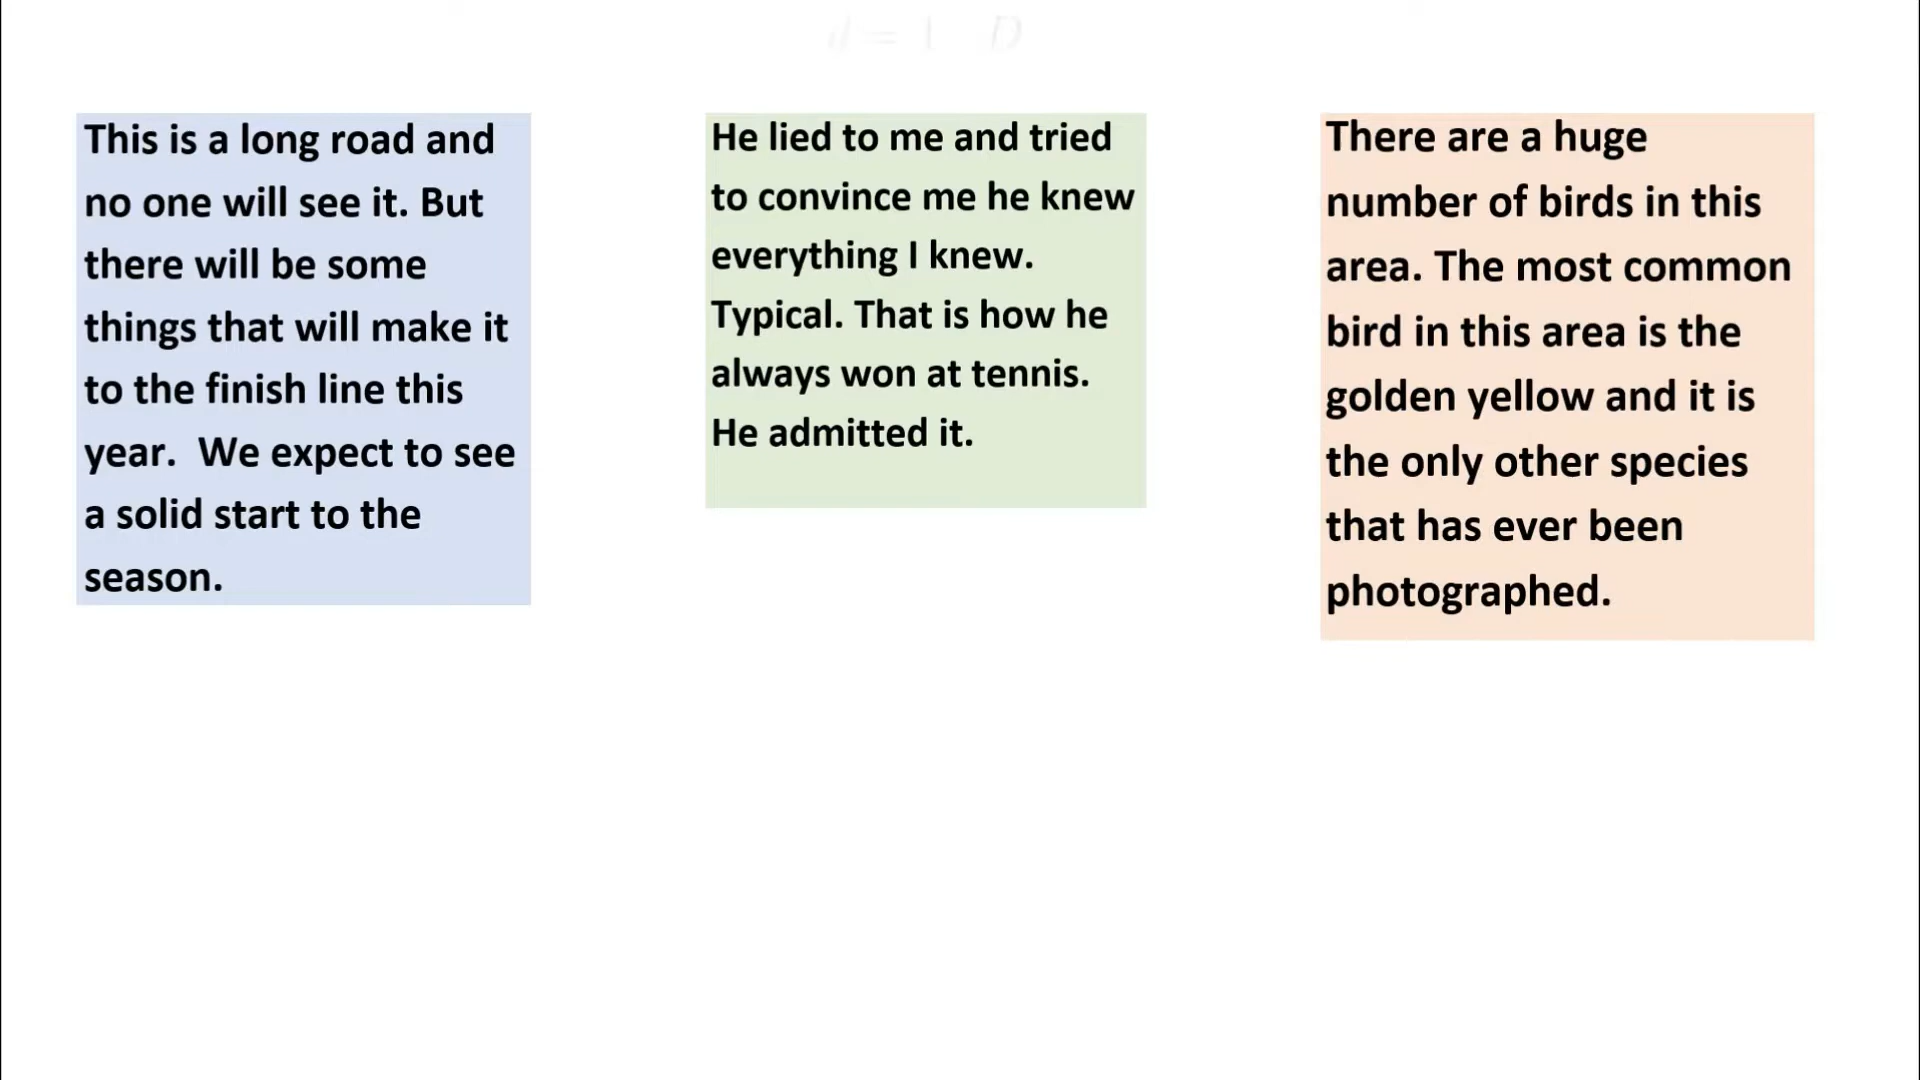 This is a long road and
no one will see it. But
there will be some
things that will make it
to the finish line this
year.  We expect to see
a solid start to the
season.
He lied to me and tried
to convince me he knew
everything I knew.
Typical. That is how he
always won at tennis.
He admitted it.
There are a huge
number of birds in this
area. The most common
bird in this area is the
golden yellow and it is
the only other species
that has ever been
photographed.